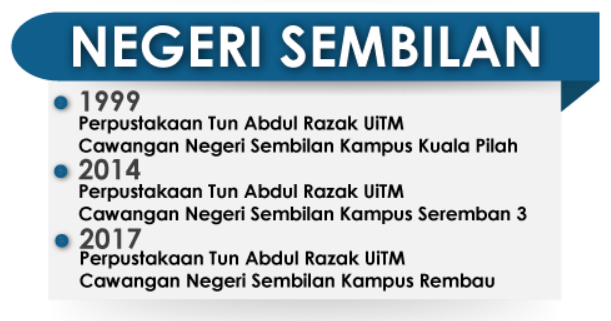 NEGERI SEMBILAN
1999
Perpustakaan Tun Abdul Razak UiTM
Cawangan Negeri Sembilan Kampus Kuala Pilah
2014
Perpustakaan Tun Abdul Razak UiTM
Cawangan Negeri Sembilan Kampus Seremban 3
2017
Perpustakaan Tun Abdul Razak UiTM
Cawangan Negeri Sembilan Kampus Rembau